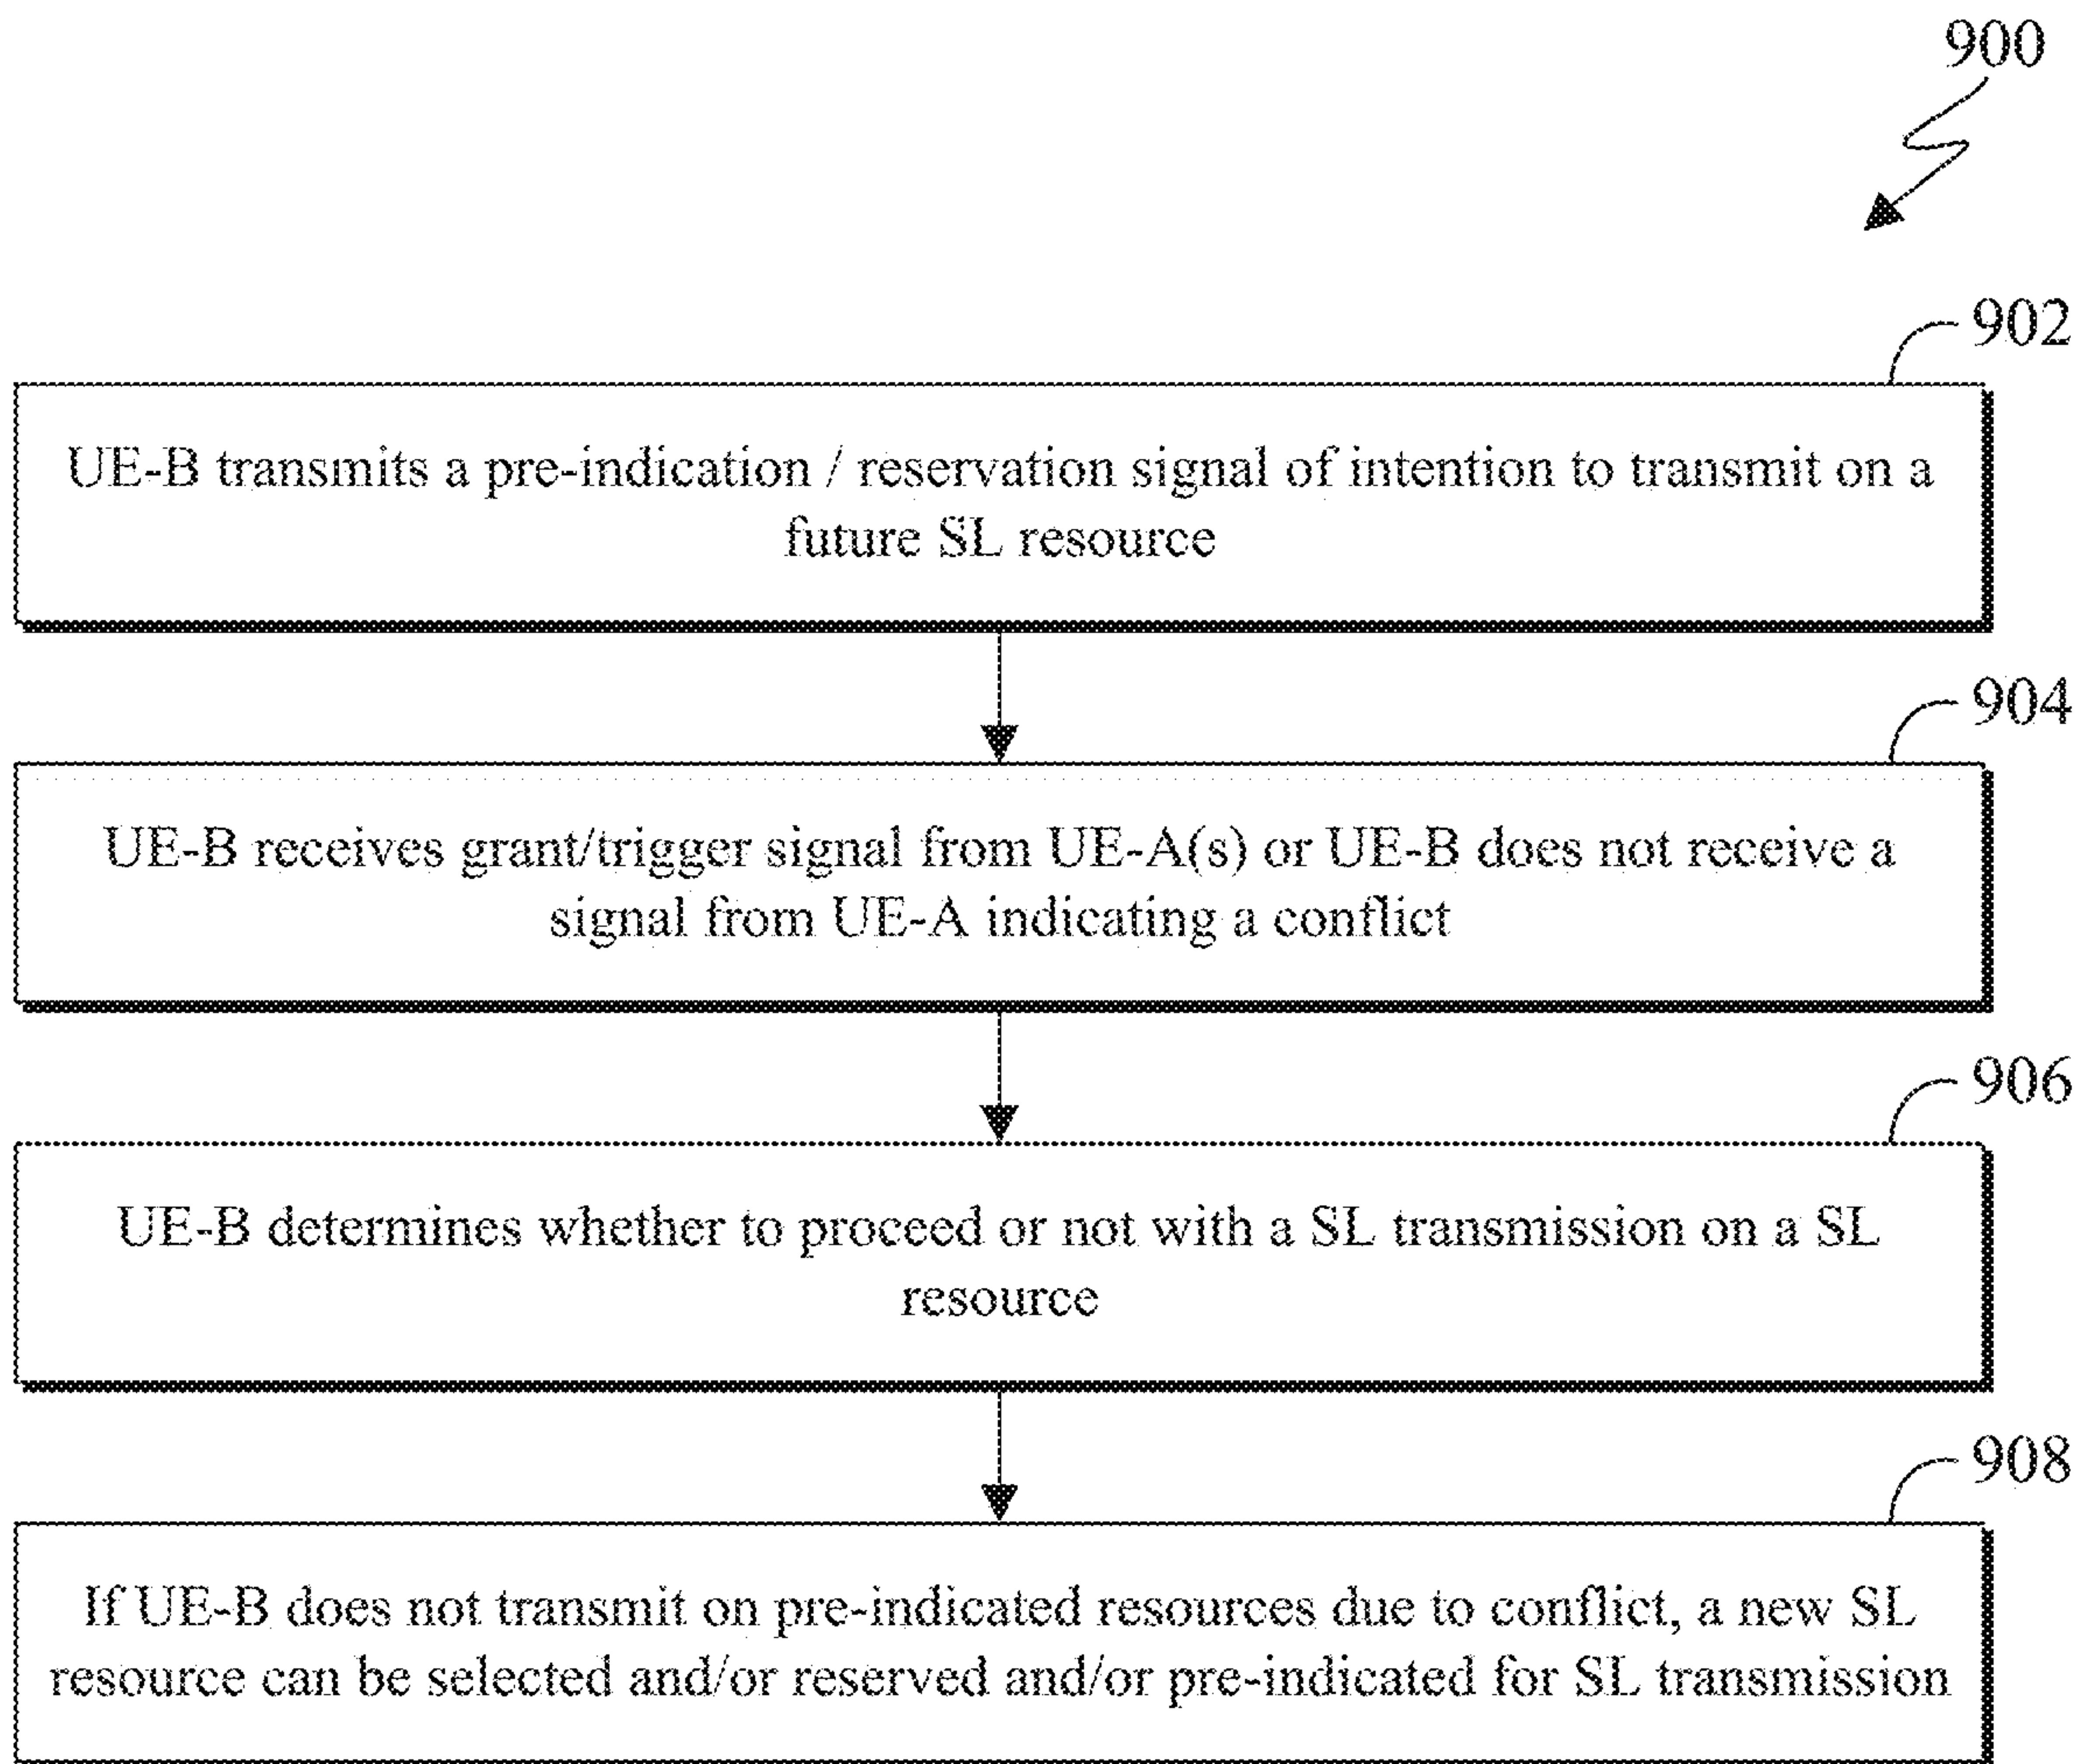 900
902
UE-B transmits a pre-indication / reservation signal of intention to transmit on a
future SL resource
904
UE-B receives grant/trigger signal from UE-A(s) or UE-B does not receive a
signal from UE-A indicating a conflict
906
UE-B determines whether to proceed or not with a SL transmission on a SL
resource
908
If UE-B does not transmit on pre-indicated resources due to conflict, a new SL
resource can be selected and/or reserved and/or pre-indicated for SL transmission